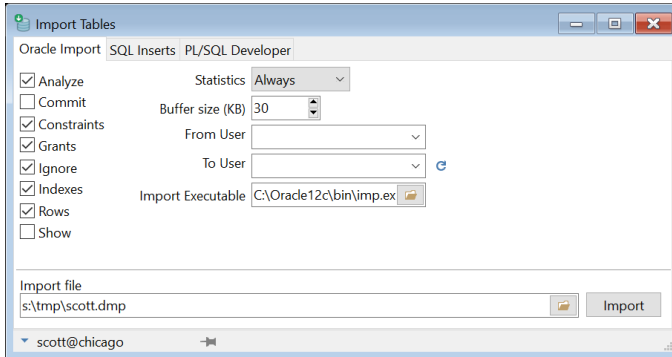 Import Tables
Oracle Import SQL Inserts PL/SQL Developer
Analyze
Commit
Constraints
Grants
Ignore
Indexes
Rows
Show
Statistics Always
Buffer size (KB) 30
From User
To User
Import Executable C:\Oracle12c\bin\imp.ex
Import file
s:\tmp\scott.dmp
Import
scott@chicago